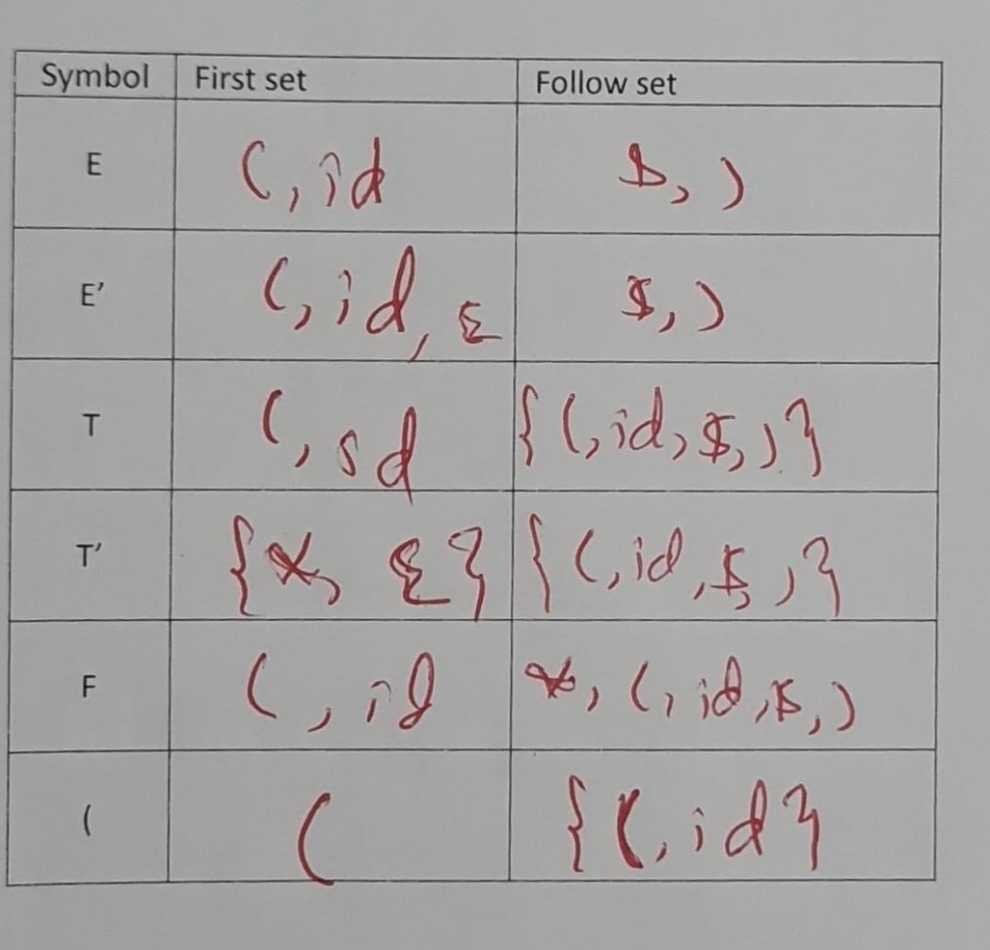 Symbol First set Follow set
E (, id $, )
E' (, id, ε $, )
T (, id {(, id, $, )}
T' {*, ε} {(, id, $, )}
F (, id *, (, id, $, )
( ( {(, id}